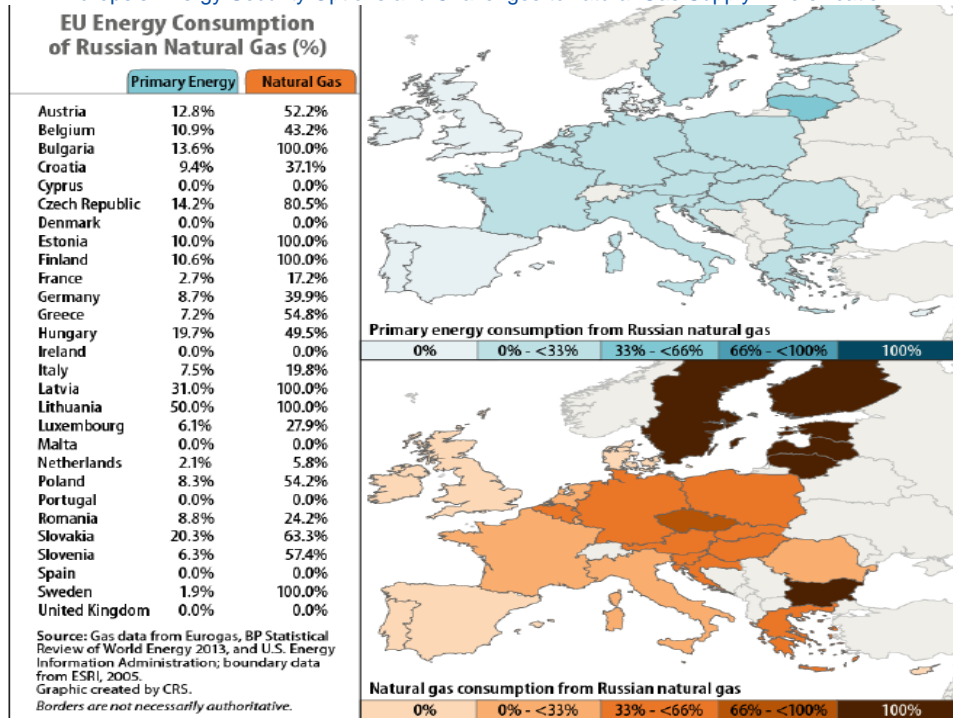 EU Energy Consumption
of Russian Natural Gas (%)
Primary Energy Natural Gas
Austria 12.8% 52.2%
Belgium 10.9% 43.2%
Bulgaria 13.6% 100.0%
Croatia 9.4% 37.1%
Cyprus 0.0% 0.0%
Czech Republic 14.2% 80.5%
Denmark 0.0% 0.0%
Estonia 10.0% 100.0%
Finland 10.6% 100.0%
France 2.7% 17.2%
Germany 8.7% 39.9%
Greece 7.2% 54.8%
Hungary 19.7% 49.5%
Ireland 0.0% 0.0%
Italy 7.5% 19.8%
Latvia 31.0% 100.0%
Lithuania 50.0% 100.0%
Luxembourg 6.1% 27.9%
Malta 0.0% 0.0%
Netherlands 2.1% 5.8%
Poland 8.3% 54.2%
Portugal 0.0% 0.0%
Romania 8.8% 24.2%
Slovakia 20.3% 63.3%
Slovenia 6.3% 57.4%
Spain 0.0% 0.0%
Sweden 1.9% 100.0%
United Kingdom 0.0% 0.0%
Source: Gas data from Eurogas, BP Statistical
Review of World Energy 2013, and U.S. Energy
Information Administration; boundary data
from ESRI, 2005.
Graphic created by CRS.
Borders are not necessarily authoritative.
Primary energy consumption from Russian natural gas
0% 0% - <33% 33% - <66% 66% - <100% 100%
Natural gas consumption from Russian natural gas
0% 0% - <33% 33% - <66% 66% - <100% 100%